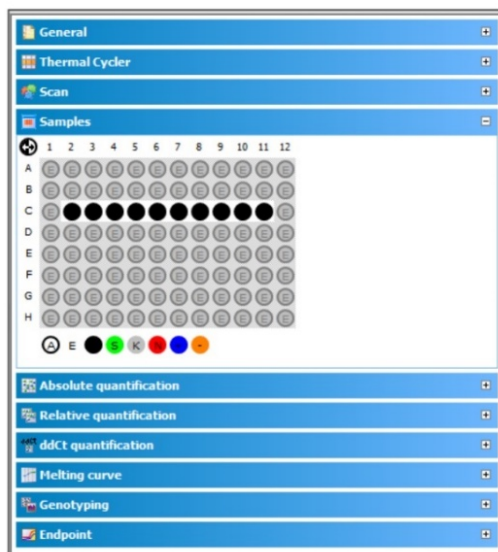 General
Thermal Cycler
Scan
Samples
1 2 3 4 5 6 7 8 9 10 11 12
A E E E E E E E E E E E E
B E E E E E E E E E E E E
C E E
D E E E E E E E E E E E E
E E E E E E E E E E E E E
F E E E E E E E E E E E E
G E E E E E E E E E E E E
H E E E E E E E E E E E E
A E S K N - -
Absolute quantification
Relative quantification
ddCt quantification
Melting curve
Genotyping
Endpoint